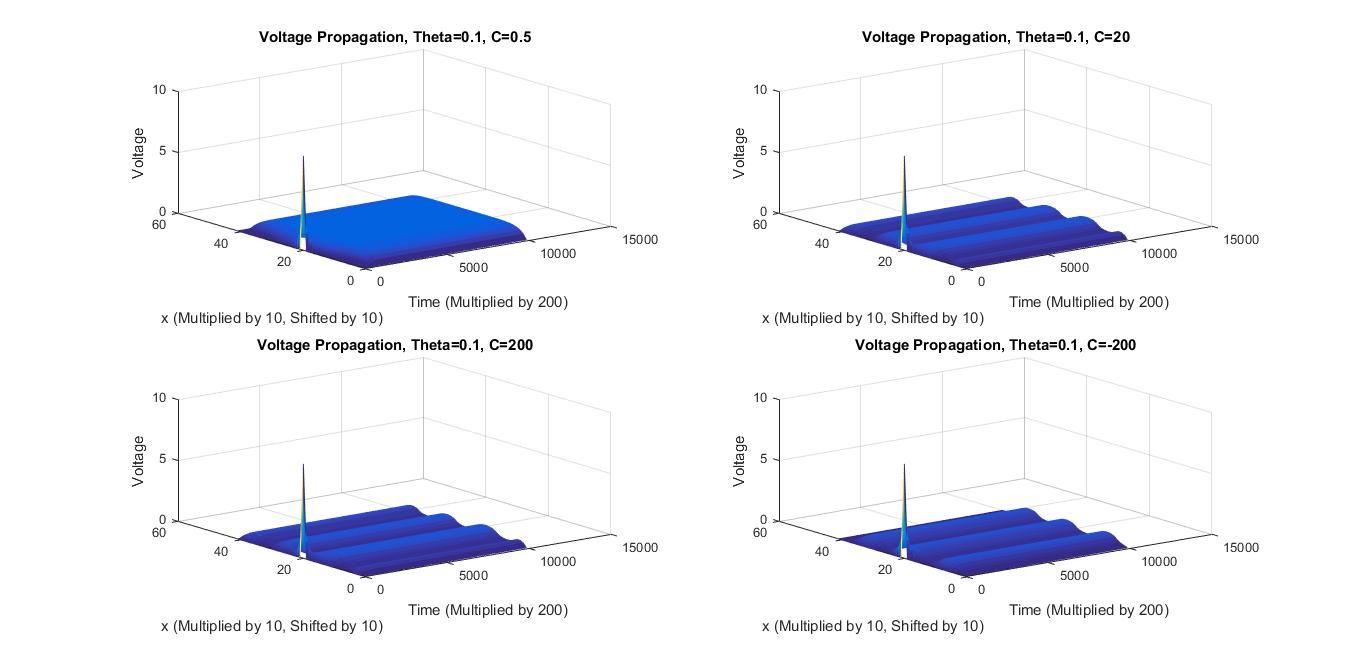 Voltage Propagation, Theta=0.1, C=0.5
10
5
0
Voltage
60
40
20
0
0
5000
10000
15000
Time (Multiplied by 200)
x (Multiplied by 10, Shifted by 10)
Voltage Propagation, Theta=0.1, C=20
10
5
0
Voltage
60
40
20
0
0
5000
10000
15000
Time (Multiplied by 200)
x (Multiplied by 10, Shifted by 10)
Voltage Propagation, Theta=0.1, C=200
10
5
0
Voltage
60
40
20
0
0
5000
10000
15000
Time (Multiplied by 200)
x (Multiplied by 10, Shifted by 10)
Voltage Propagation, Theta=0.1, C=-200
10
5
0
Voltage
60
40
20
0
0
5000
10000
15000
Time (Multiplied by 200)
x (Multiplied by 10, Shifted by 10)